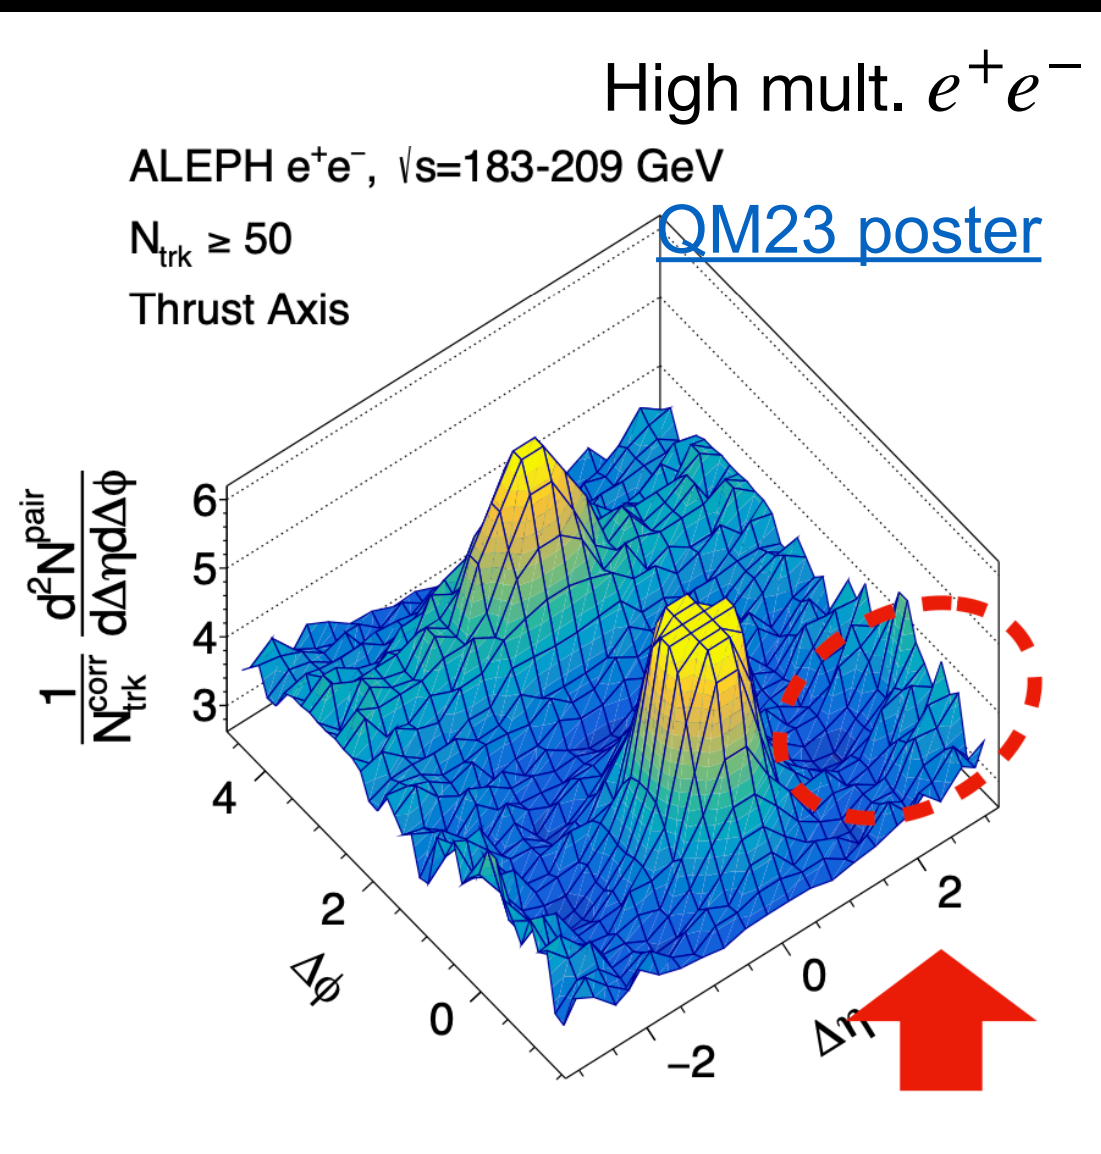 High mult. e⁺e⁻
ALEPH e⁺e⁻, √s=183-209 GeV
QM23 poster
N_trk ≥ 50
Thrust Axis
1/N_trk^corr d²N^pair/dΔηdΔϕ
6
5
4
3
4
2
0
Δϕ
−2
0
2
Δη